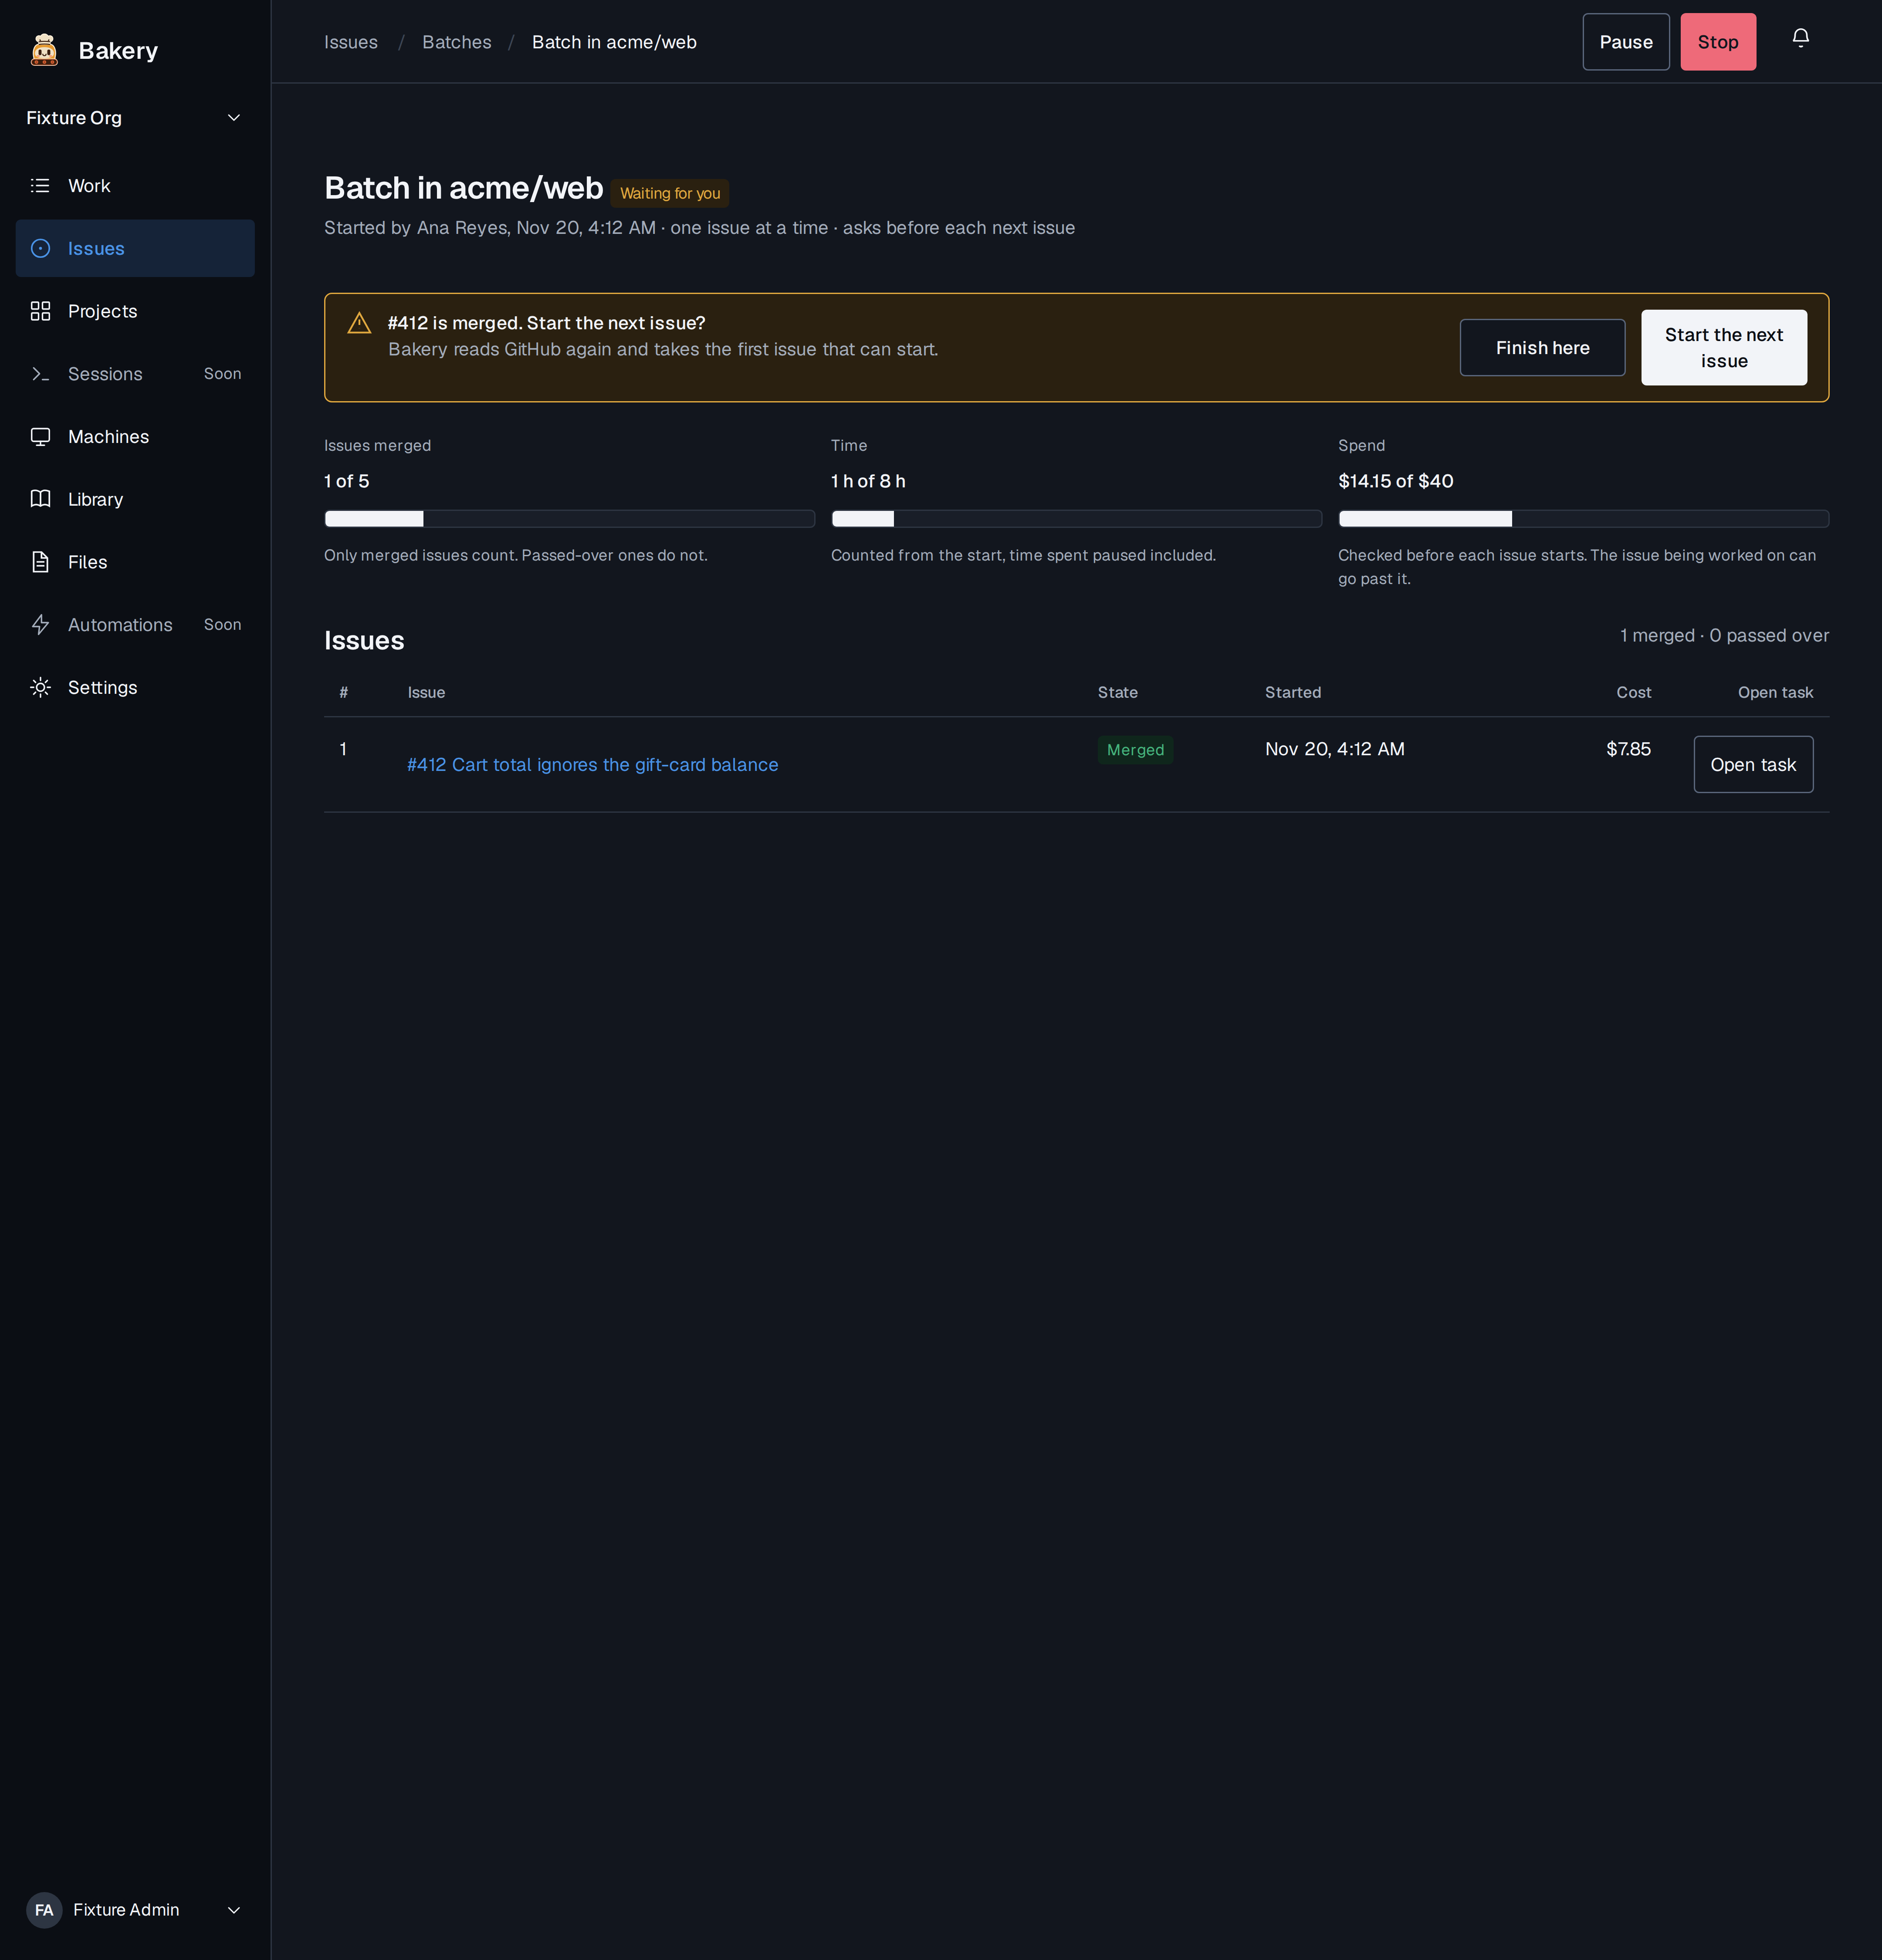 Bakery
Fixture Org
Work
Issues
Projects
Sessions Soon
Machines
Library
Files
Automations Soon
Settings
FA Fixture Admin
Issues / Batches / Batch in acme/web
Pause
Stop
Batch in acme/web Waiting for you
Started by Ana Reyes, Nov 20, 4:12 AM · one issue at a time · asks before each next issue
#412 is merged. Start the next issue?
Bakery reads GitHub again and takes the first issue that can start.
Finish here
Start the next
issue
Issues merged
1 of 5
Only merged issues count. Passed-over ones do not.
Time
1 h of 8 h
Counted from the start, time spent paused included.
Spend
$14.15 of $40
Checked before each issue starts. The issue being worked on can
go past it.
Issues
1 merged · 0 passed over
# Issue State Started Cost Open task
1 #412 Cart total ignores the gift-card balance Merged Nov 20, 4:12 AM $7.85 Open task